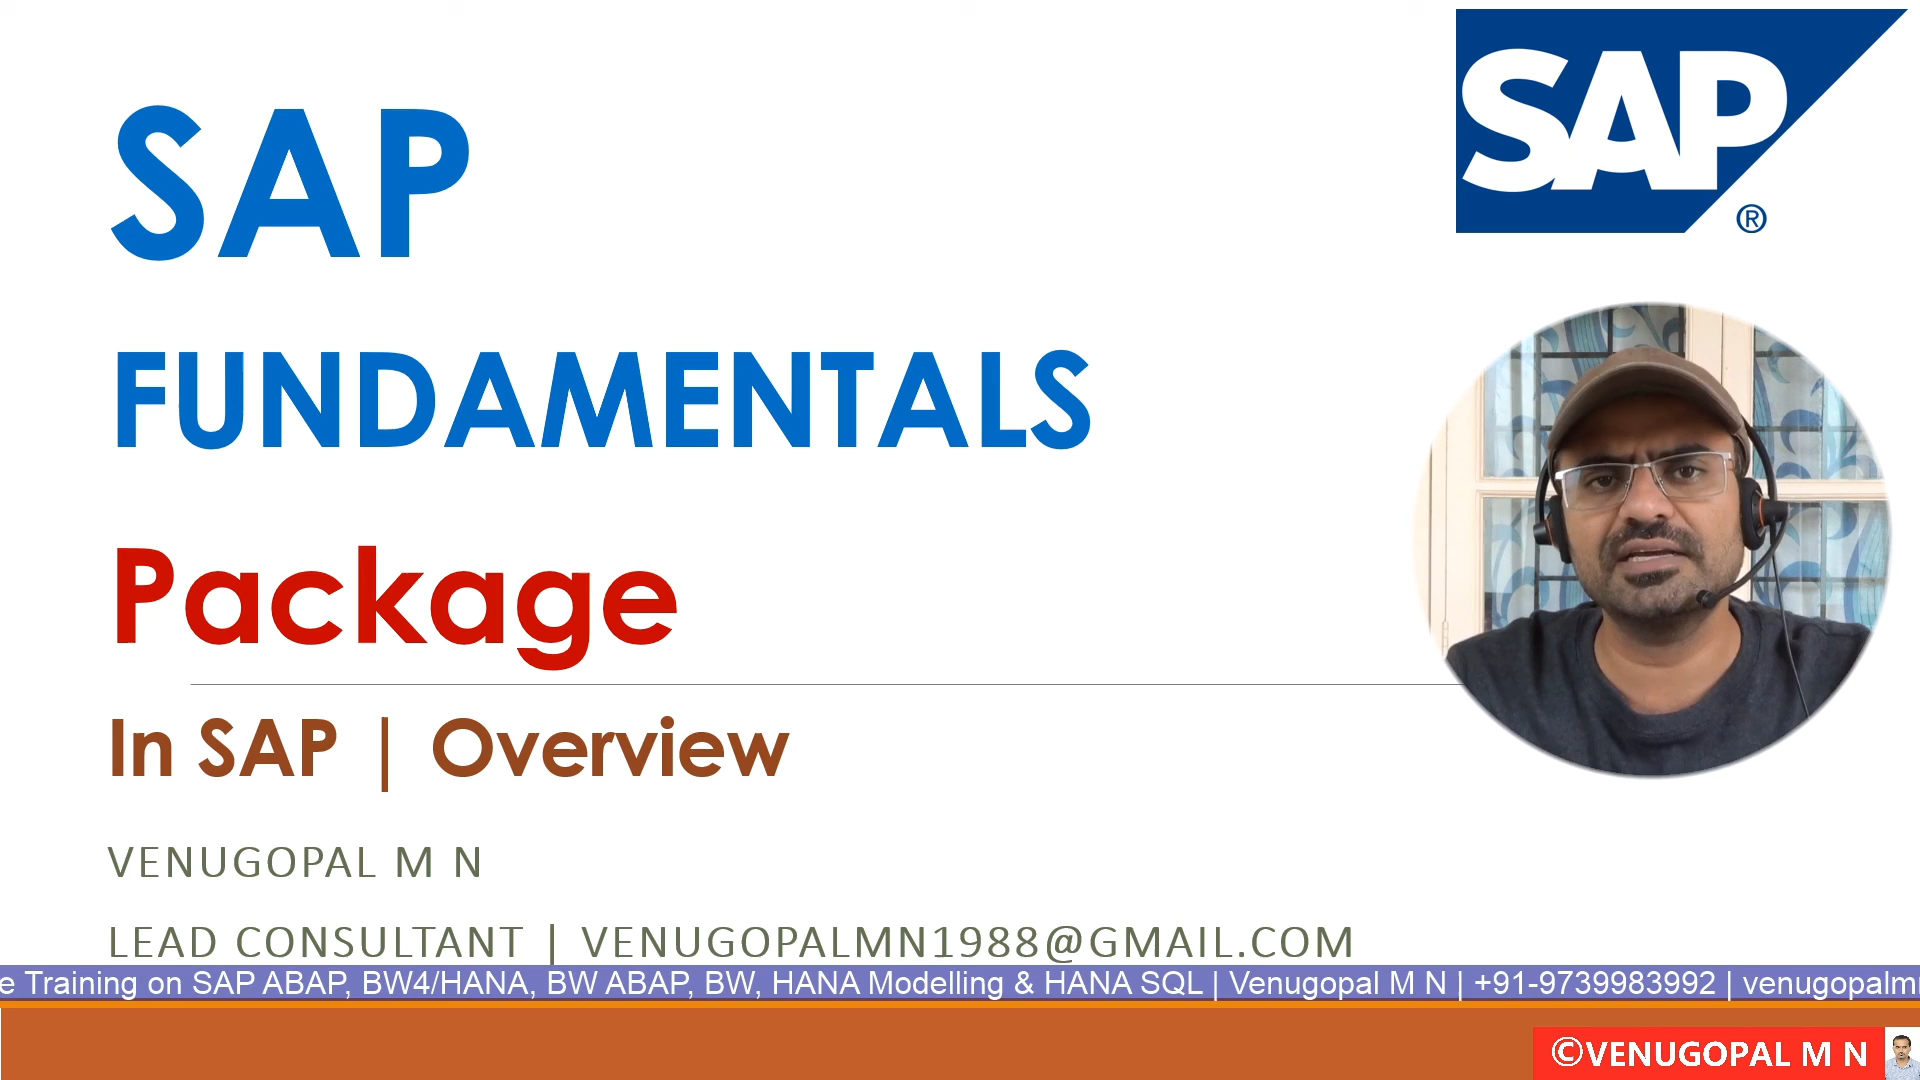 SAP
SAP
®
FUNDAMENTALS
Package
In SAP | Overview
VENUGOPAL M N
LEAD CONSULTANT | VENUGOPALMN1988@GMAIL.COM
e Training on SAP ABAP, BW4/HANA, BW ABAP, BW, HANA Modelling & HANA SQL | Venugopal M N | +91-9739983992 | venugopalm
©VENUGOPAL M N